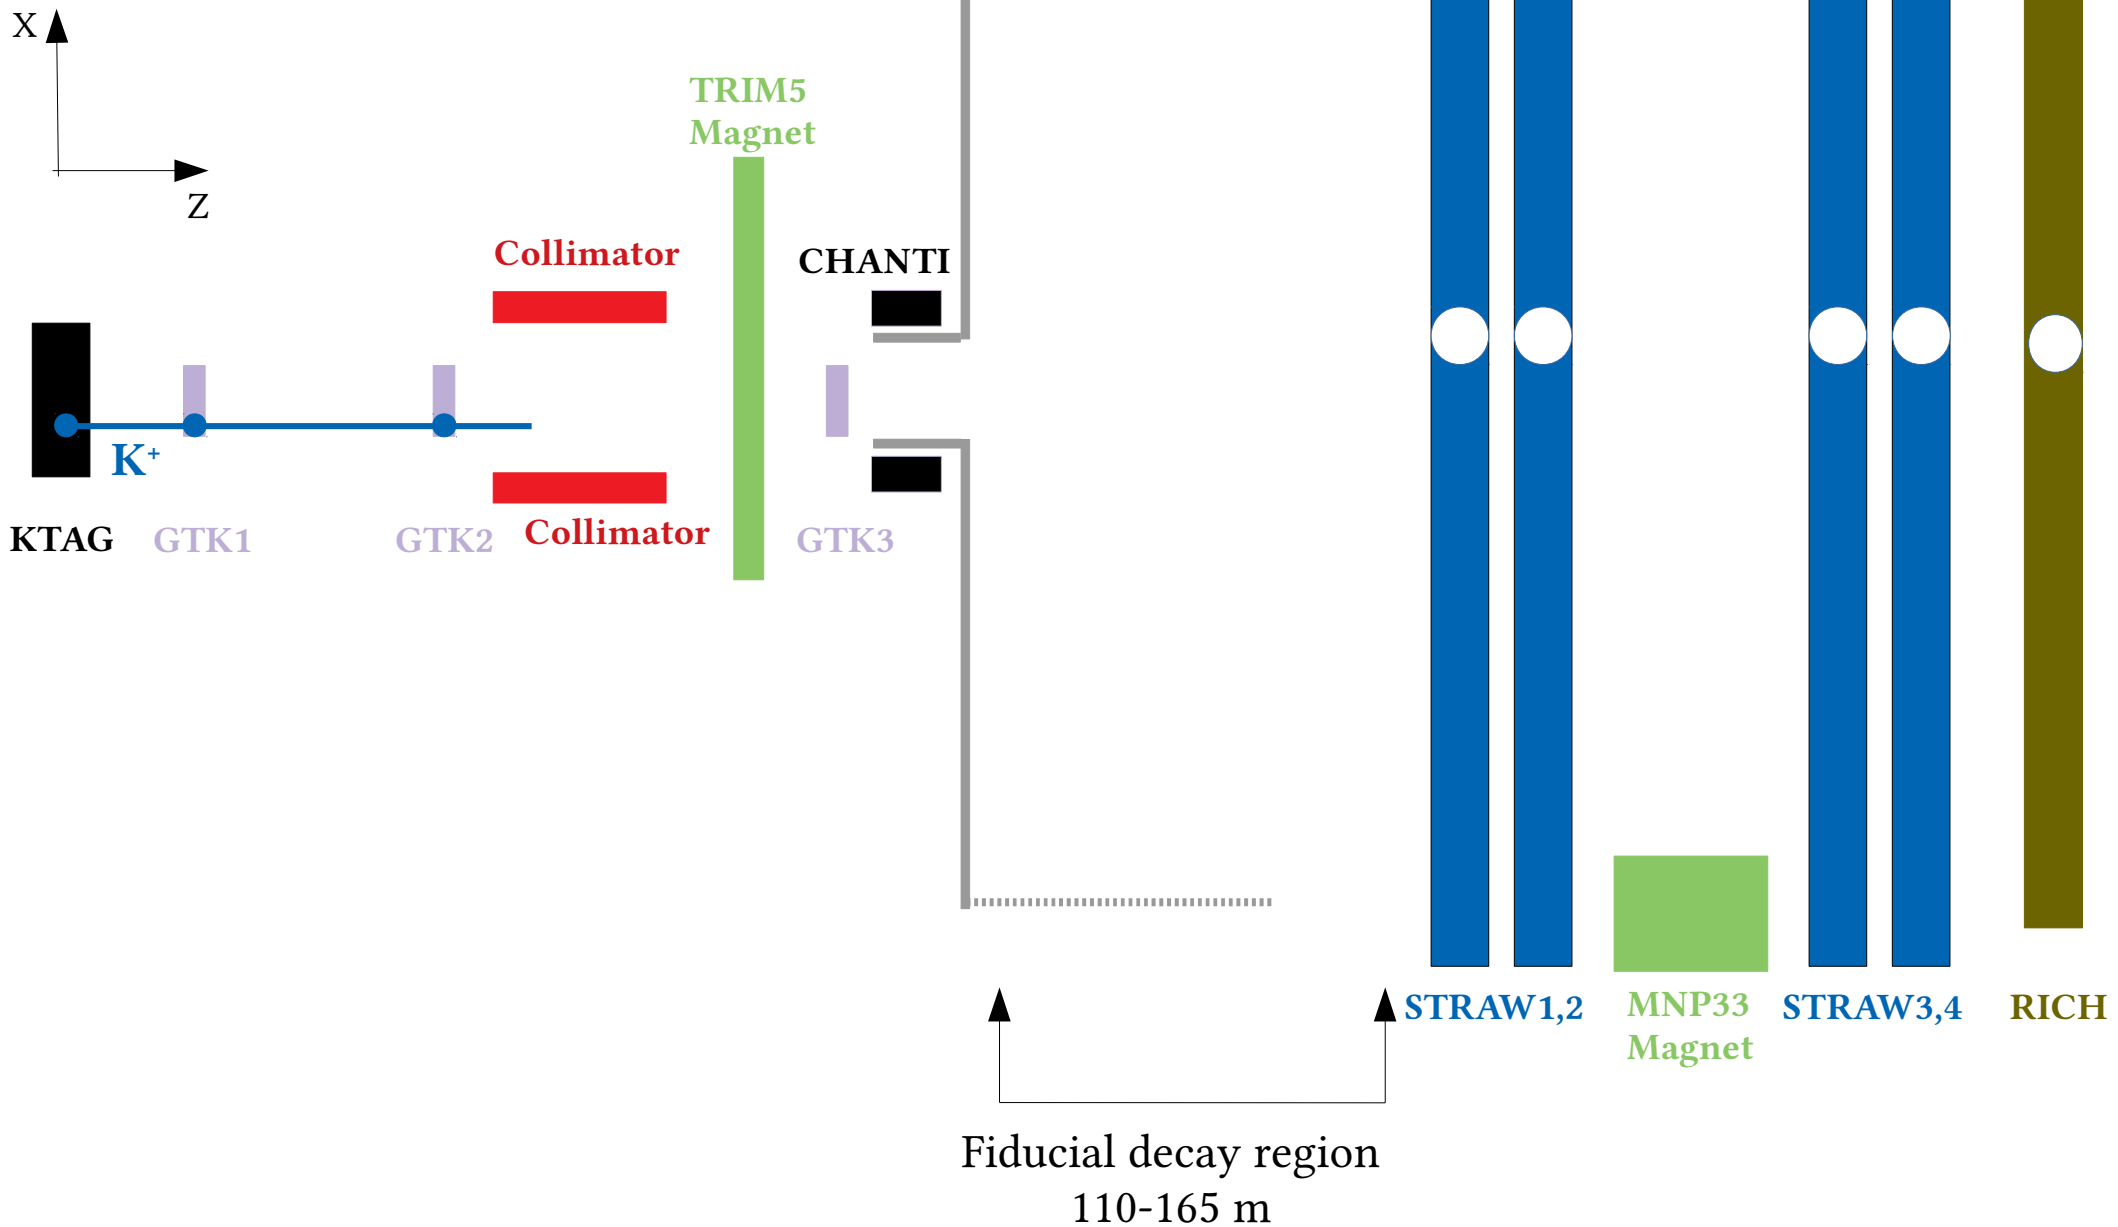 X
Z
TRIM5
Magnet
Collimator
CHANTI
K+
KTAG
GTK1
GTK2
Collimator
GTK3
STRAW1,2
MNP33
Magnet
STRAW3,4
RICH
Fiducial decay region
110-165 m